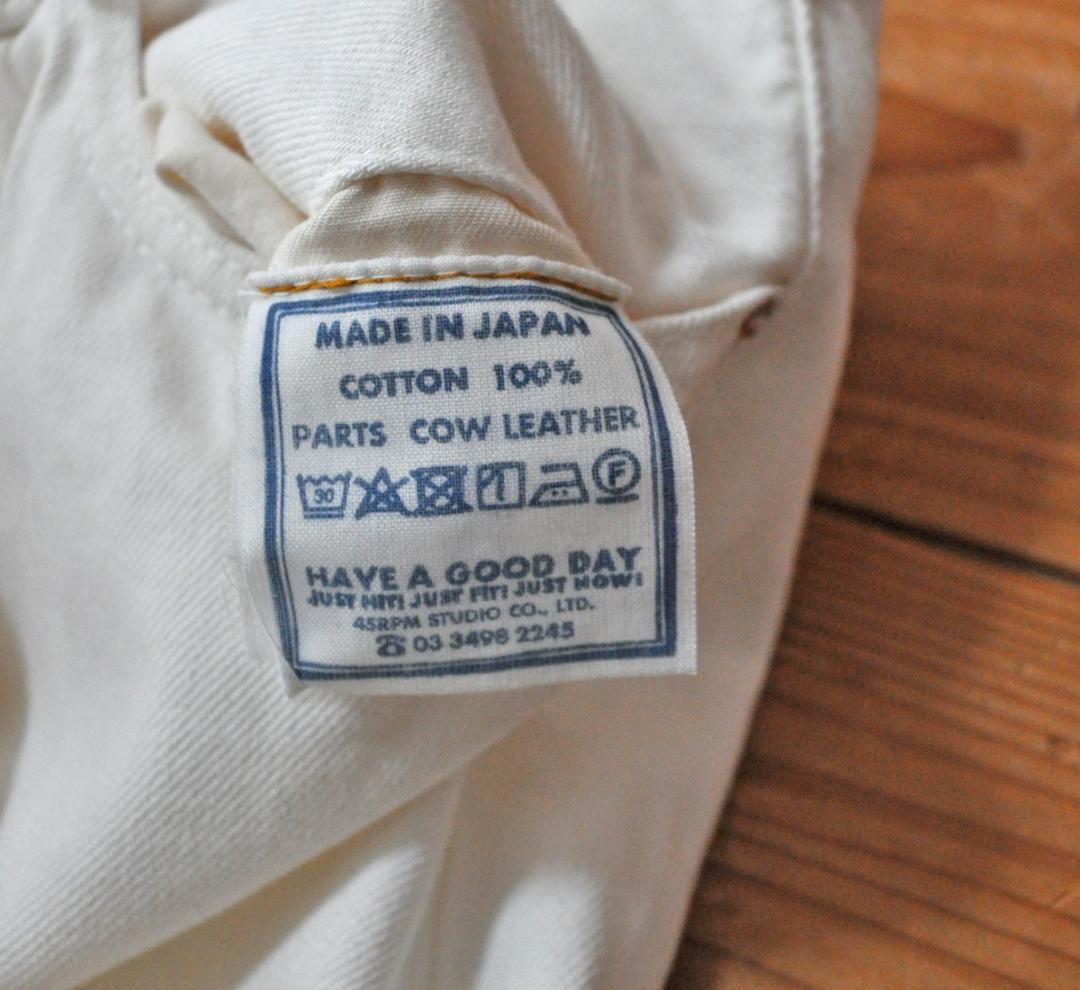 MADE IN JAPAN
COTTON 100%
PARTS COW LEATHER
30 F
HAVE A GOOD DAY
JUST HIT! JUST FIT! JUST NOW!
45RPM STUDIO CO., LTD.
☎ 03 3498 2245